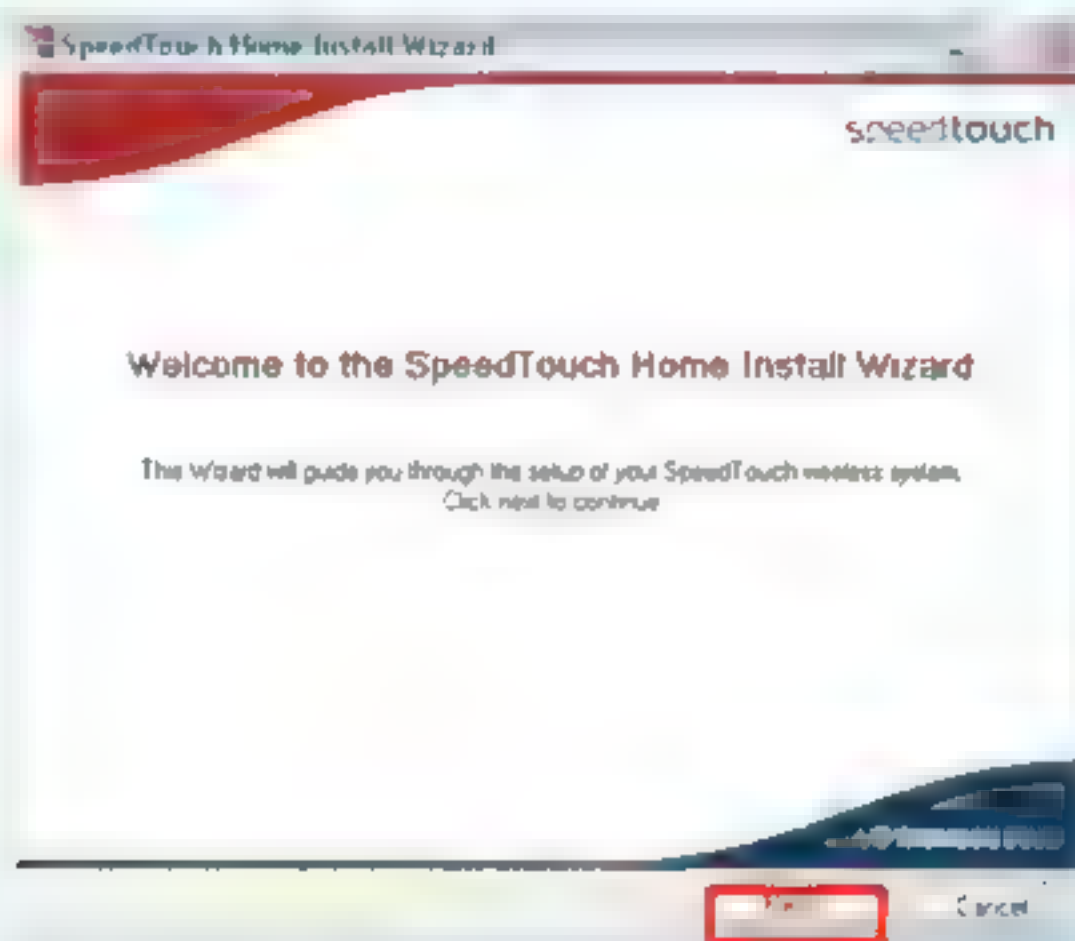 SpeedTouch Home Install Wizard
speedtouch
Welcome to the SpeedTouch Home Install Wizard
This Wizard will guide you through the setup of your SpeedTouch wireless system.
Click next to continue
Cancel